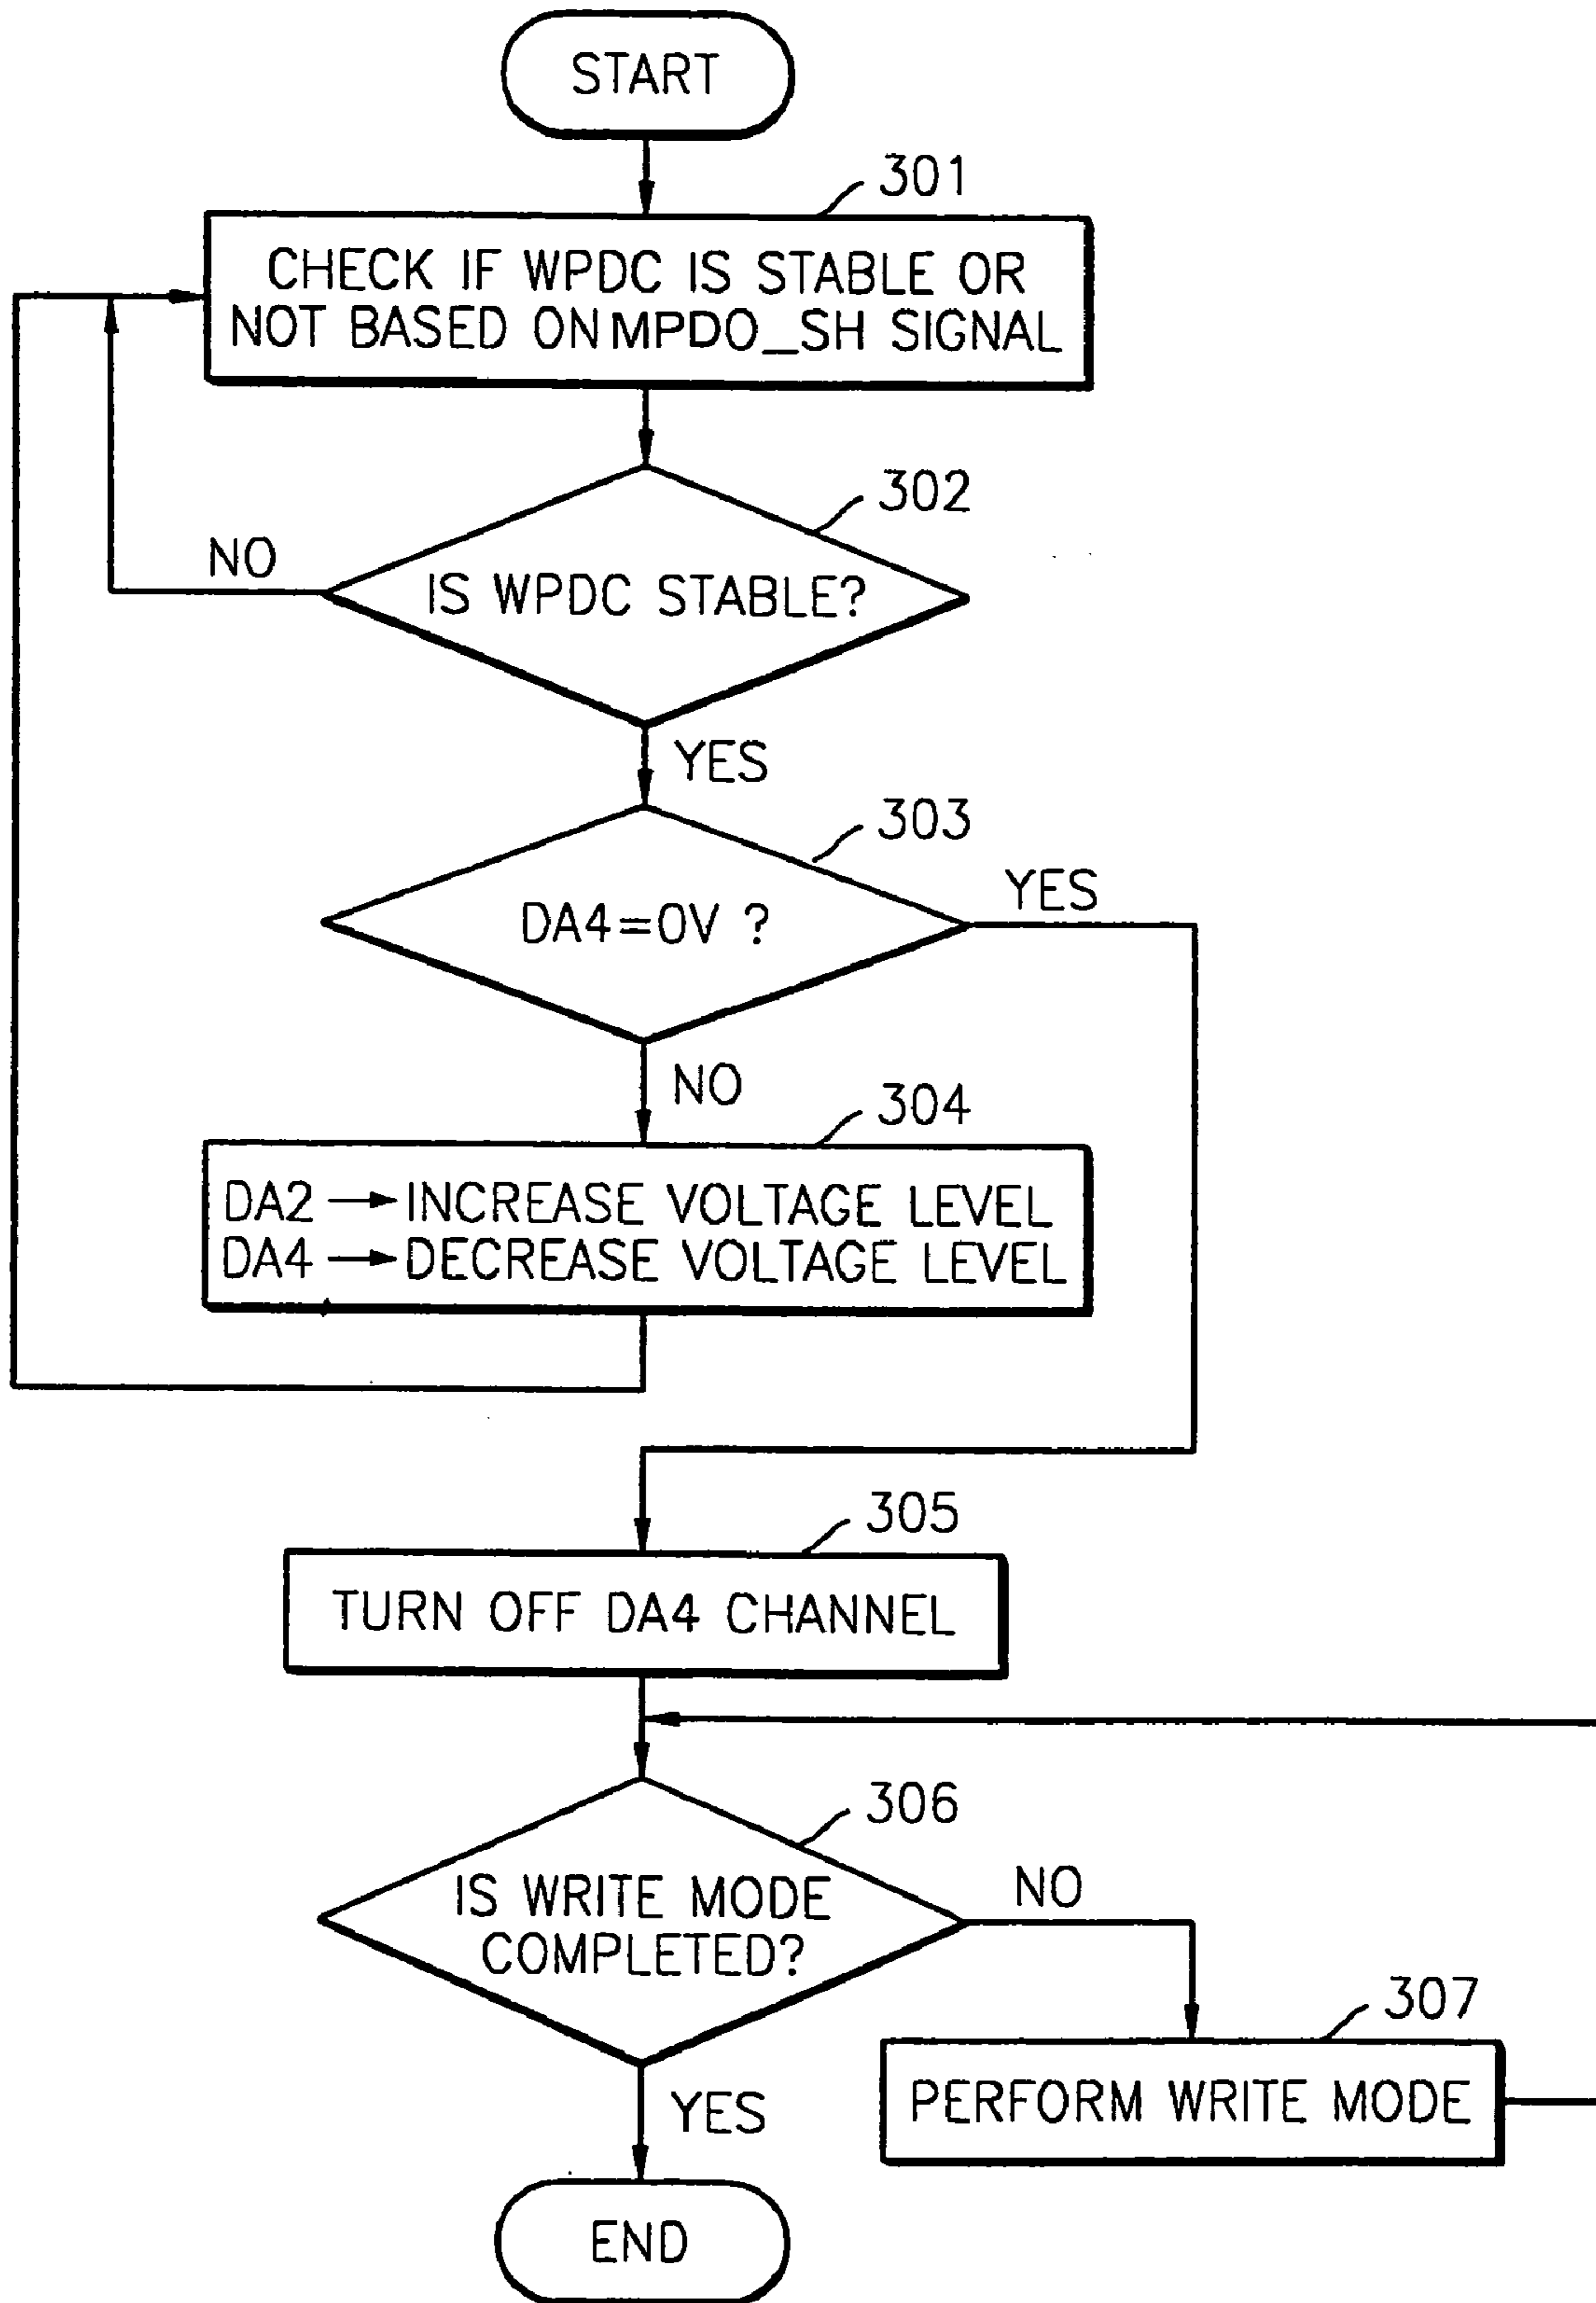 START
301
CHECK IF WPDC IS STABLE OR
NOT BASED ON MPDO_SH SIGNAL
302
NO
IS WPDC STABLE?
YES
303
YES
DA4=0V ?
NO
304
DA2 → INCREASE VOLTAGE LEVEL
DA4 → DECREASE VOLTAGE LEVEL
305
TURN OFF DA4 CHANNEL
306
NO
IS WRITE MODE
COMPLETED?
307
PERFORM WRITE MODE
YES
END